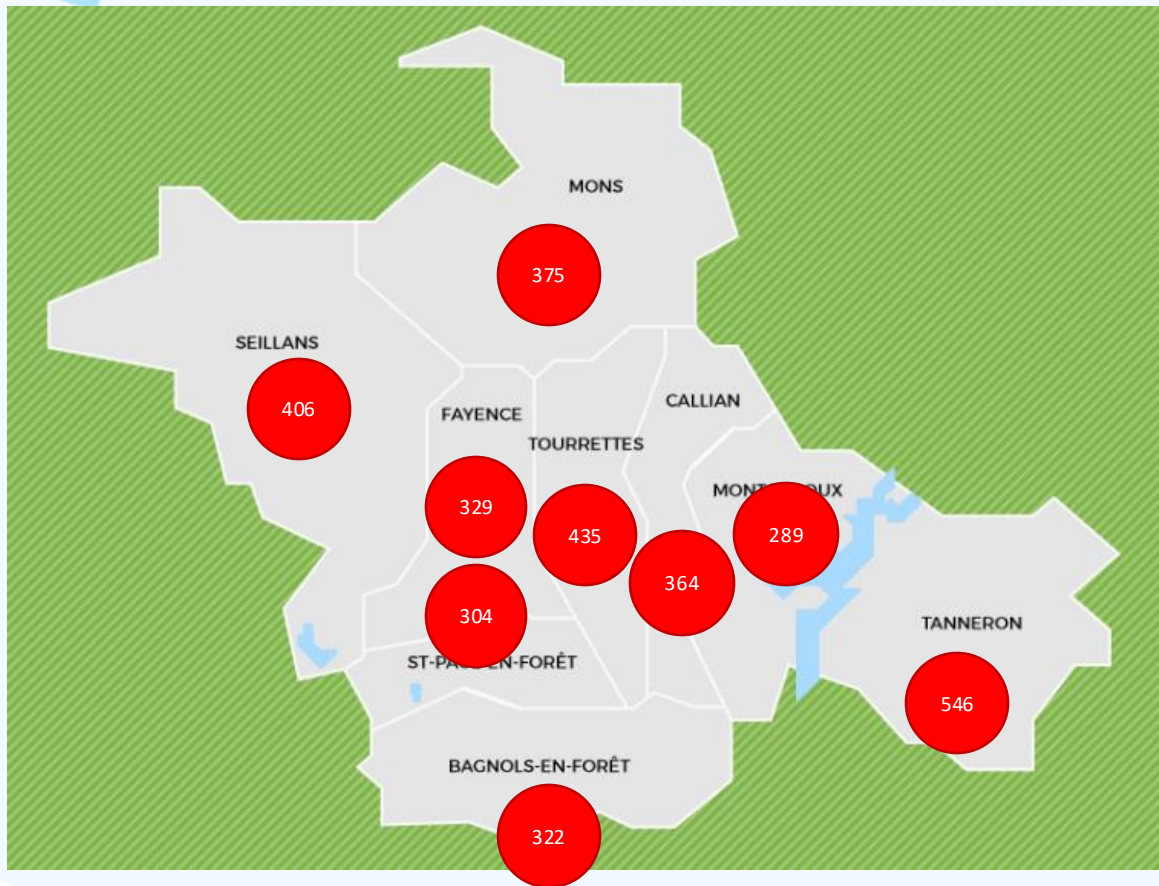 MONS
375
SEILLANS
406
CALLIAN
FAYENCE
TOURRETTES
329
435
289
364
304
TANNERON
546
BAGNOLS-EN-FORÊT
322